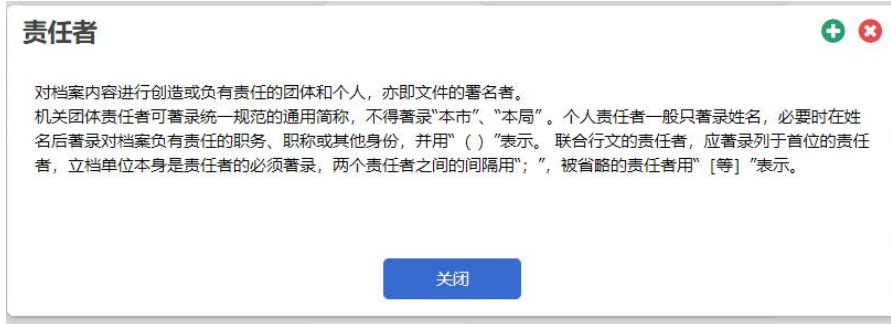 责任者
对档案内容进行创造或负有责任的团体和个人，亦即文件的署名者。
机关团体责任者可著录统一规范的通用简称，不得著录“本市”、“本局”。个人责任者一般只著录姓名，必要时在姓
名后著录对档案负有责任的职务、职称或其他身份，并用“（）”表示。 联合行文的责任者，应著录列于首位的责任
者，立档单位本身是责任者的必须著录，两个责任者之间的间隔用“；”，被省略的责任者用“［等］”表示。
关闭